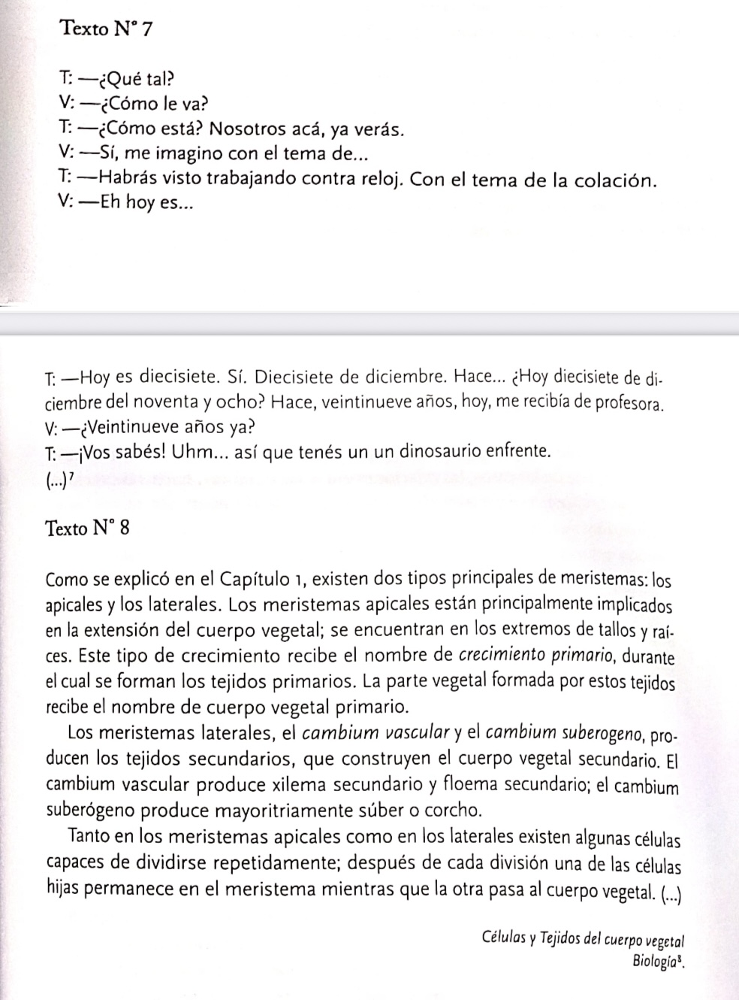 Texto N° 7
T: —¿Qué tal?
V: —¿Cómo le va?
T: —¿Cómo está? Nosotros acá, ya verás.
V: —Sí, me imagino con el tema de...
T: —Habrás visto trabajando contra reloj. Con el tema de la colación.
V: —Eh hoy es...
T: —Hoy es diecisiete. Sí. Diecisiete de diciembre. Hace... ¿Hoy diecisiete de di-
ciembre del noventa y ocho? Hace, veintinueve años, hoy, me recibía de profesora.
V: —¿Veintinueve años ya?
T: —¡Vos sabés! Uhm... así que tenés un un dinosaurio enfrente.
(...)⁷
Texto N° 8
Como se explicó en el Capítulo 1, existen dos tipos principales de meristemas: los
apicales y los laterales. Los meristemas apicales están principalmente implicados
en la extensión del cuerpo vegetal; se encuentran en los extremos de tallos y raí-
ces. Este tipo de crecimiento recibe el nombre de crecimiento primario, durante
el cual se forman los tejidos primarios. La parte vegetal formada por estos tejidos
recibe el nombre de cuerpo vegetal primario.
Los meristemas laterales, el cambium vascular y el cambium suberogeno, pro-
ducen los tejidos secundarios, que construyen el cuerpo vegetal secundario. El
cambium vascular produce xilema secundario y floema secundario; el cambium
suberógeno produce mayoritriamente súber o corcho.
Tanto en los meristemas apicales como en los laterales existen algunas células
capaces de dividirse repetidamente; después de cada división una de las células
hijas permanece en el meristema mientras que la otra pasa al cuerpo vegetal. (...)
Células y Tejidos del cuerpo vegetal
Biología⁸.